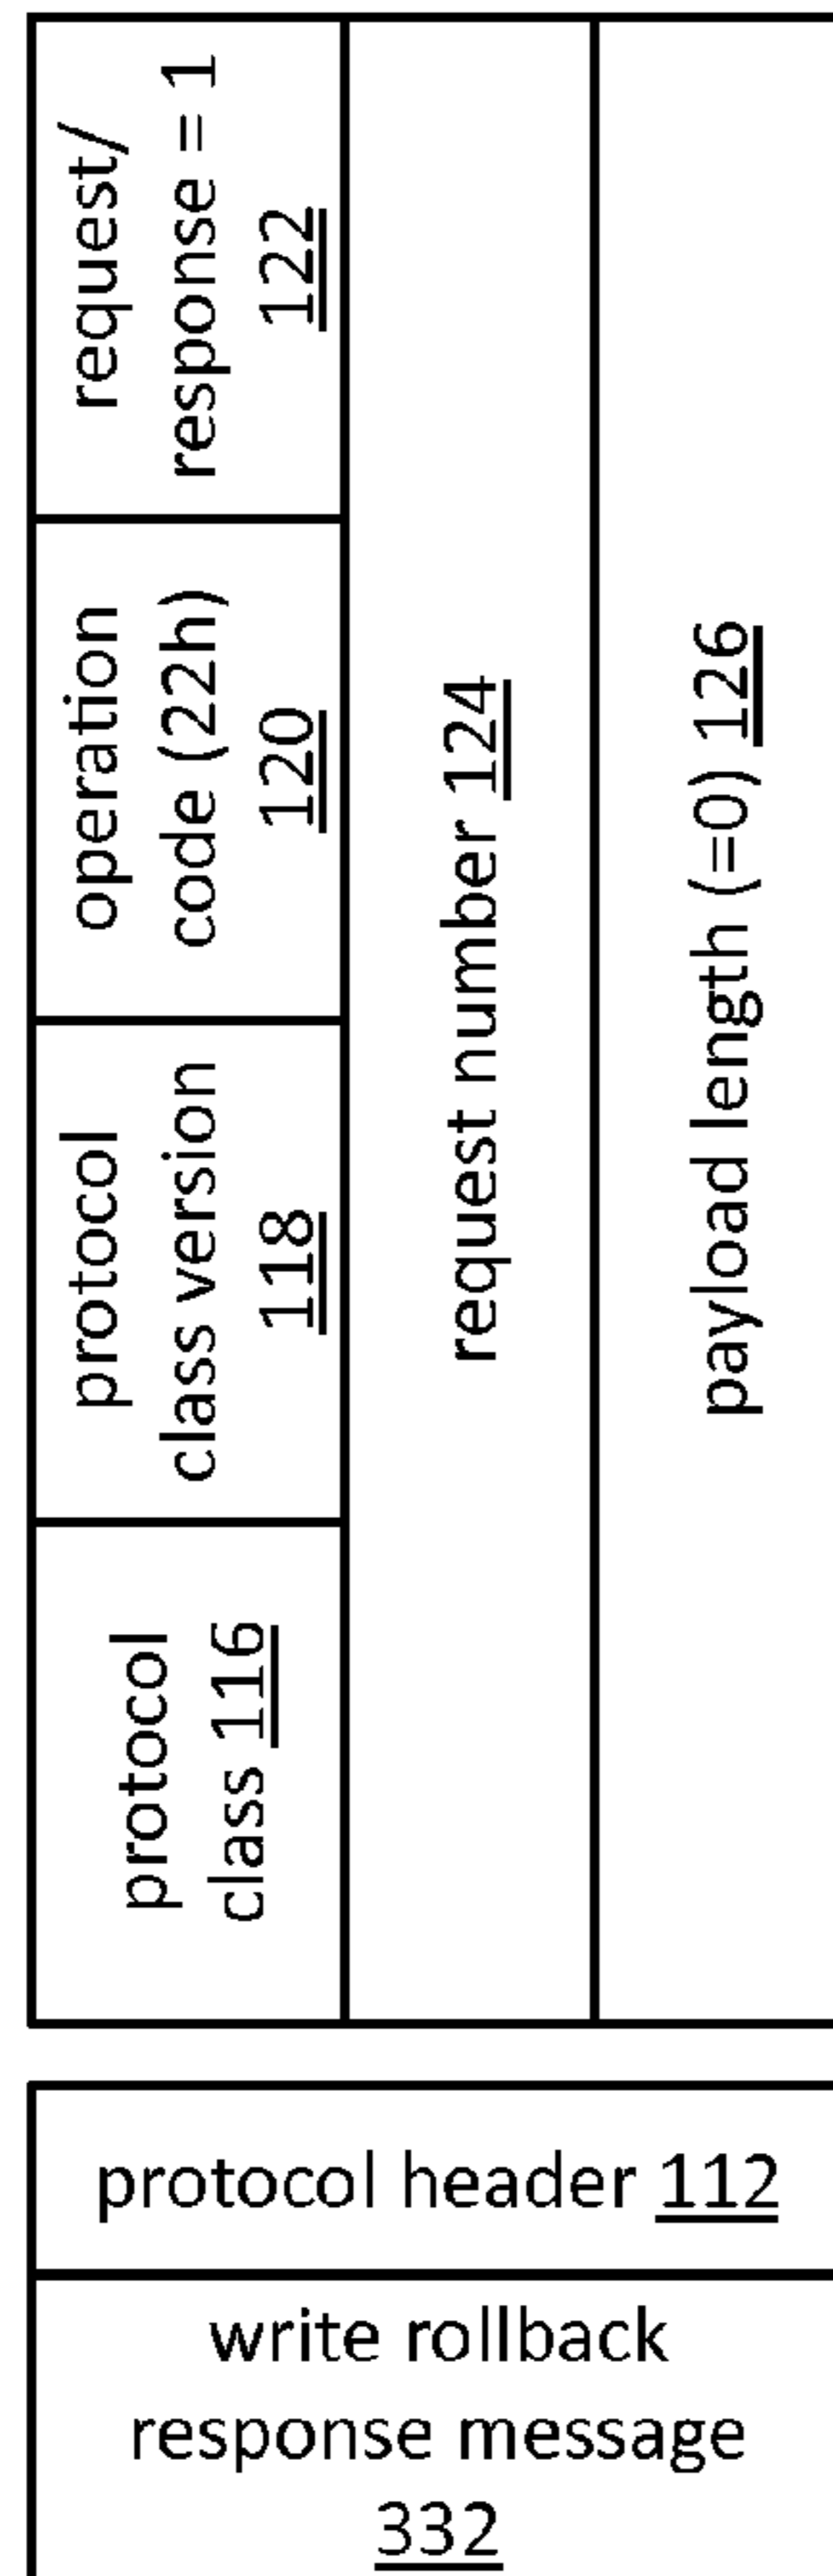 protocol
class 116
protocol
class version
118
operation
code (22h)
120
request/
response = 1
122
request number 124
payload length (=0) 126
protocol header 112
write rollback
response message
332